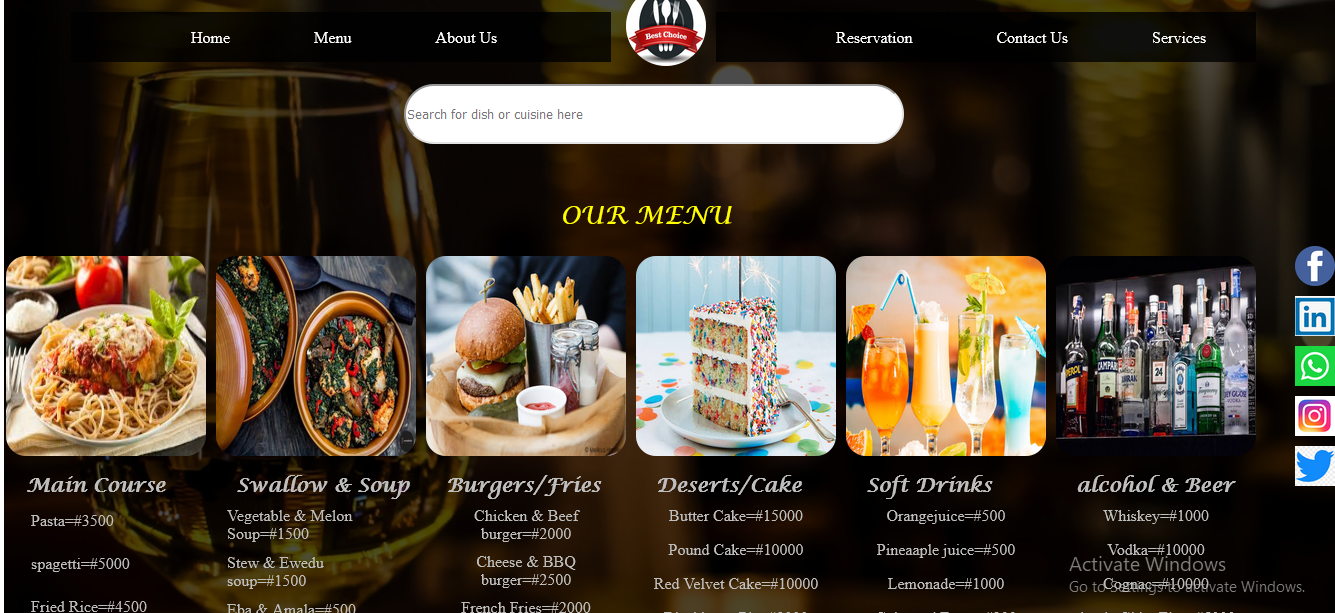 Home
Menu
About Us
Best Choice
Reservation
Contact Us
Services
Search for dish or cuisine here
OUR MENU
Main Course
Pasta=#3500
spagetti=#5000
Fried Rice=#4500
Swallow & Soup
Vegetable & Melon
Soup=#1500
Stew & Ewedu
soup=#1500
Eba & Amala=#500
Burgers/Fries
Chicken & Beef
burger=#2000
Cheese & BBQ
burger=#2500
French Fries=#2000
Deserts/Cake
Butter Cake=#15000
Pound Cake=#10000
Red Velvet Cake=#10000
Soft Drinks
Orangejuice=#500
Pineaaple juice=#500
Lemonade=#1000
alcohol & Beer
Whiskey=#1000
Vodka=#10000
Cognac=#10000
CAMPARI
24
in
Activate Windows
Go to Settings to activate Windows.